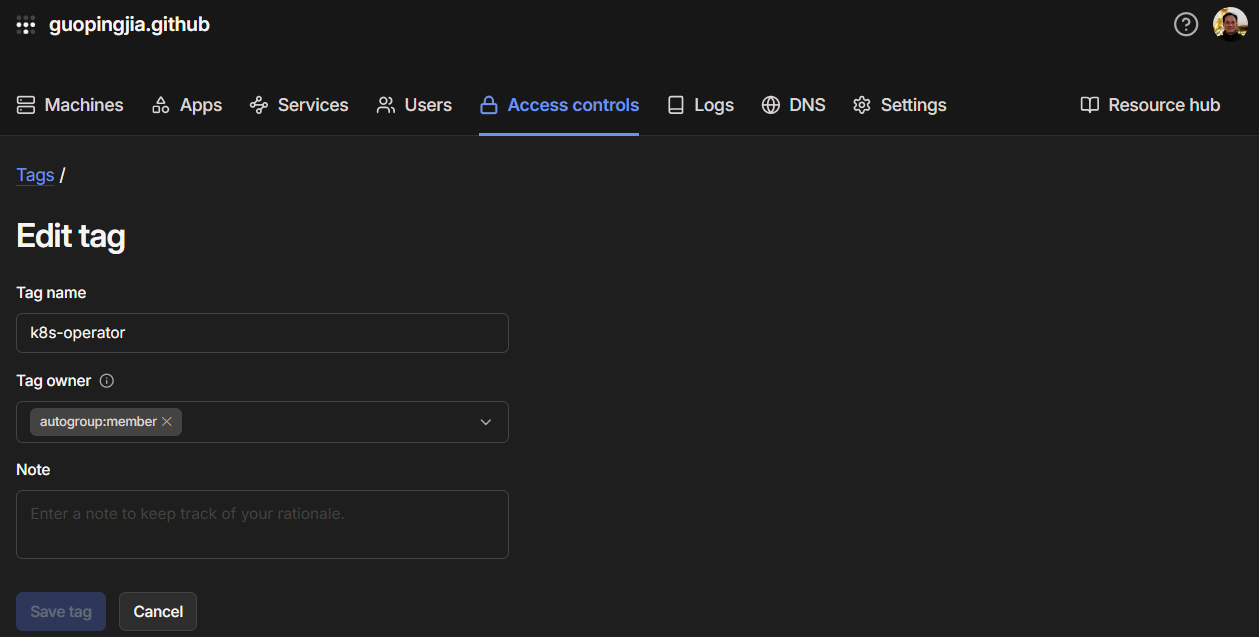 guopingjia.github
Machines Apps Services Users Access controls Logs DNS Settings Resource hub
Tags /
Edit tag
Tag name
k8s-operator
Tag owner
autogroup:member
Note
Enter a note to keep track of your rationale.
Save tag Cancel